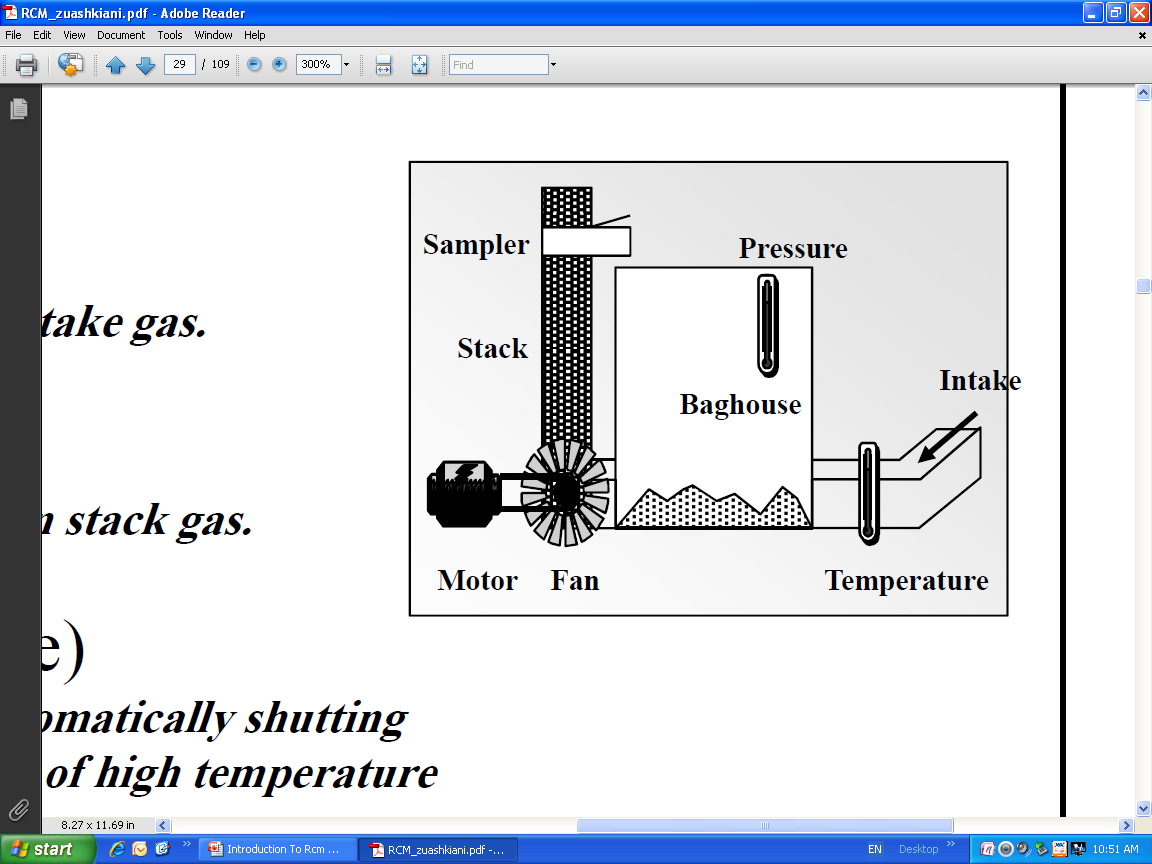 RCM_zuashkiani.pdf - Adobe Reader
File Edit View Document Tools Window Help
29 / 109 300% Find
Sampler
Pressure
take gas.
Stack
Intake
Baghouse
stack gas.
Motor Fan Temperature
e)
omatically shutting
of high temperature
8.27 x 11.69 in
start Introduction To Rcm ... RCM_zuashkiani.pdf -... EN Desktop 10:51 AM